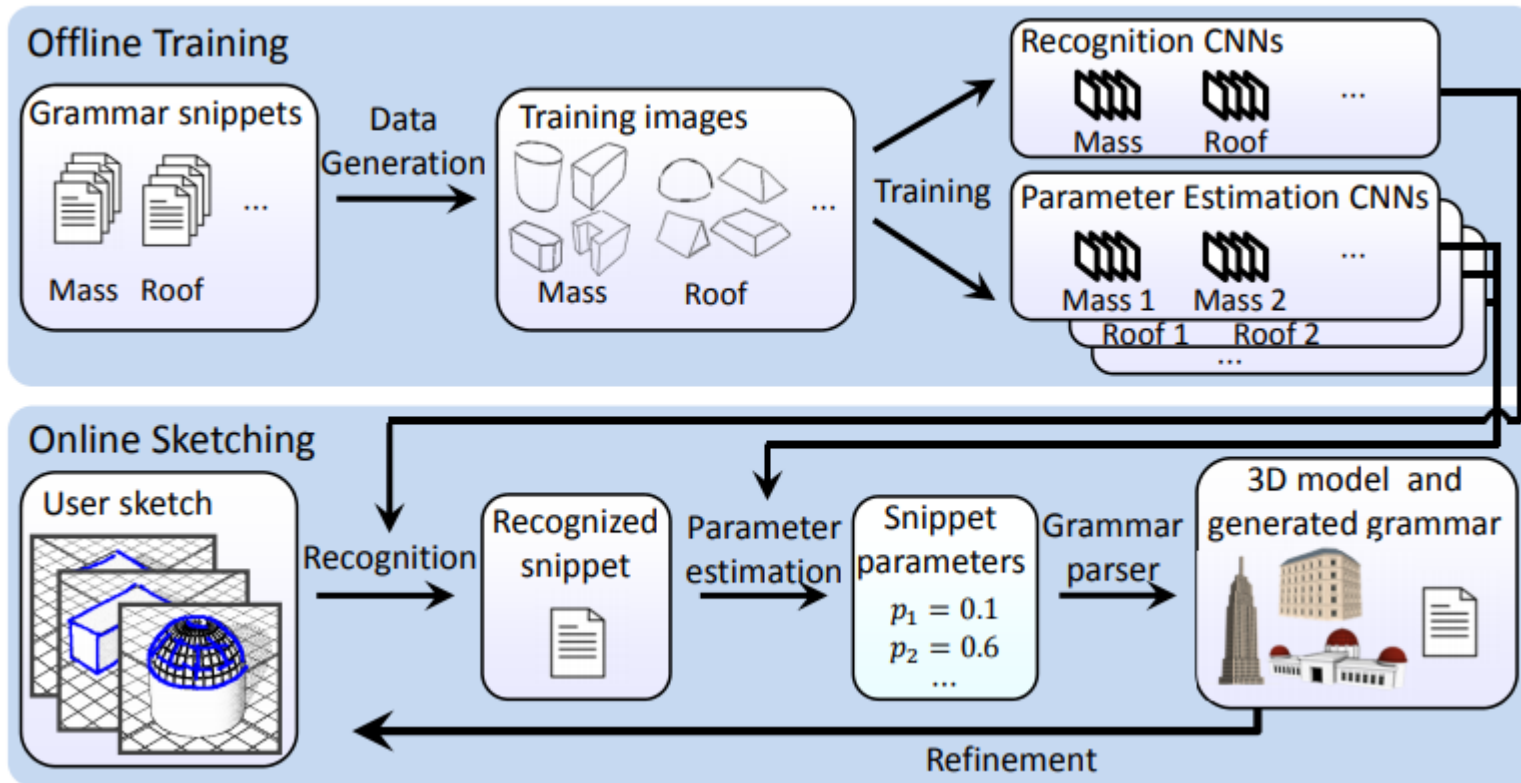 Offline Training
Grammar snippets
...
Mass
Roof
Data
Generation
Training images
...
Mass
Roof
Training
Recognition CNNs
...
Mass
Roof
Parameter Estimation CNNs
...
Mass 1
Mass 2
Roof 1
Roof 2
...
Online Sketching
User sketch
Recognition
Recognized
snippet
Parameter
estimation
Snippet
parameters
p₁ = 0.1
p₂ = 0.6
...
Grammar
parser
3D model and
generated grammar
Refinement